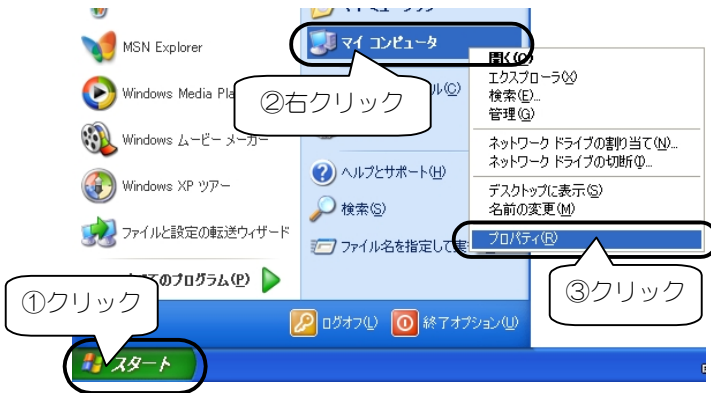 MSN Explorer
Windows Media Pla
Windows ムービー メーカー
Windows XP ツアー
ファイルと設定の転送ウィザード
てのプログラム(P)
マイ コンピュータ
②右クリック
ル(C)
ヘルプとサポート(H)
検索(S)
ファイル名を指定して実
開く(O)
エクスプローラ(X)
検索(E)...
管理(G)
ネットワーク ドライブの割り当て(N)...
ネットワーク ドライブの切断(I)...
デスクトップに表示(S)
名前の変更(M)
プロパティ(R)
③クリック
①クリック
ログオフ(L)
終了オプション(U)
スタート